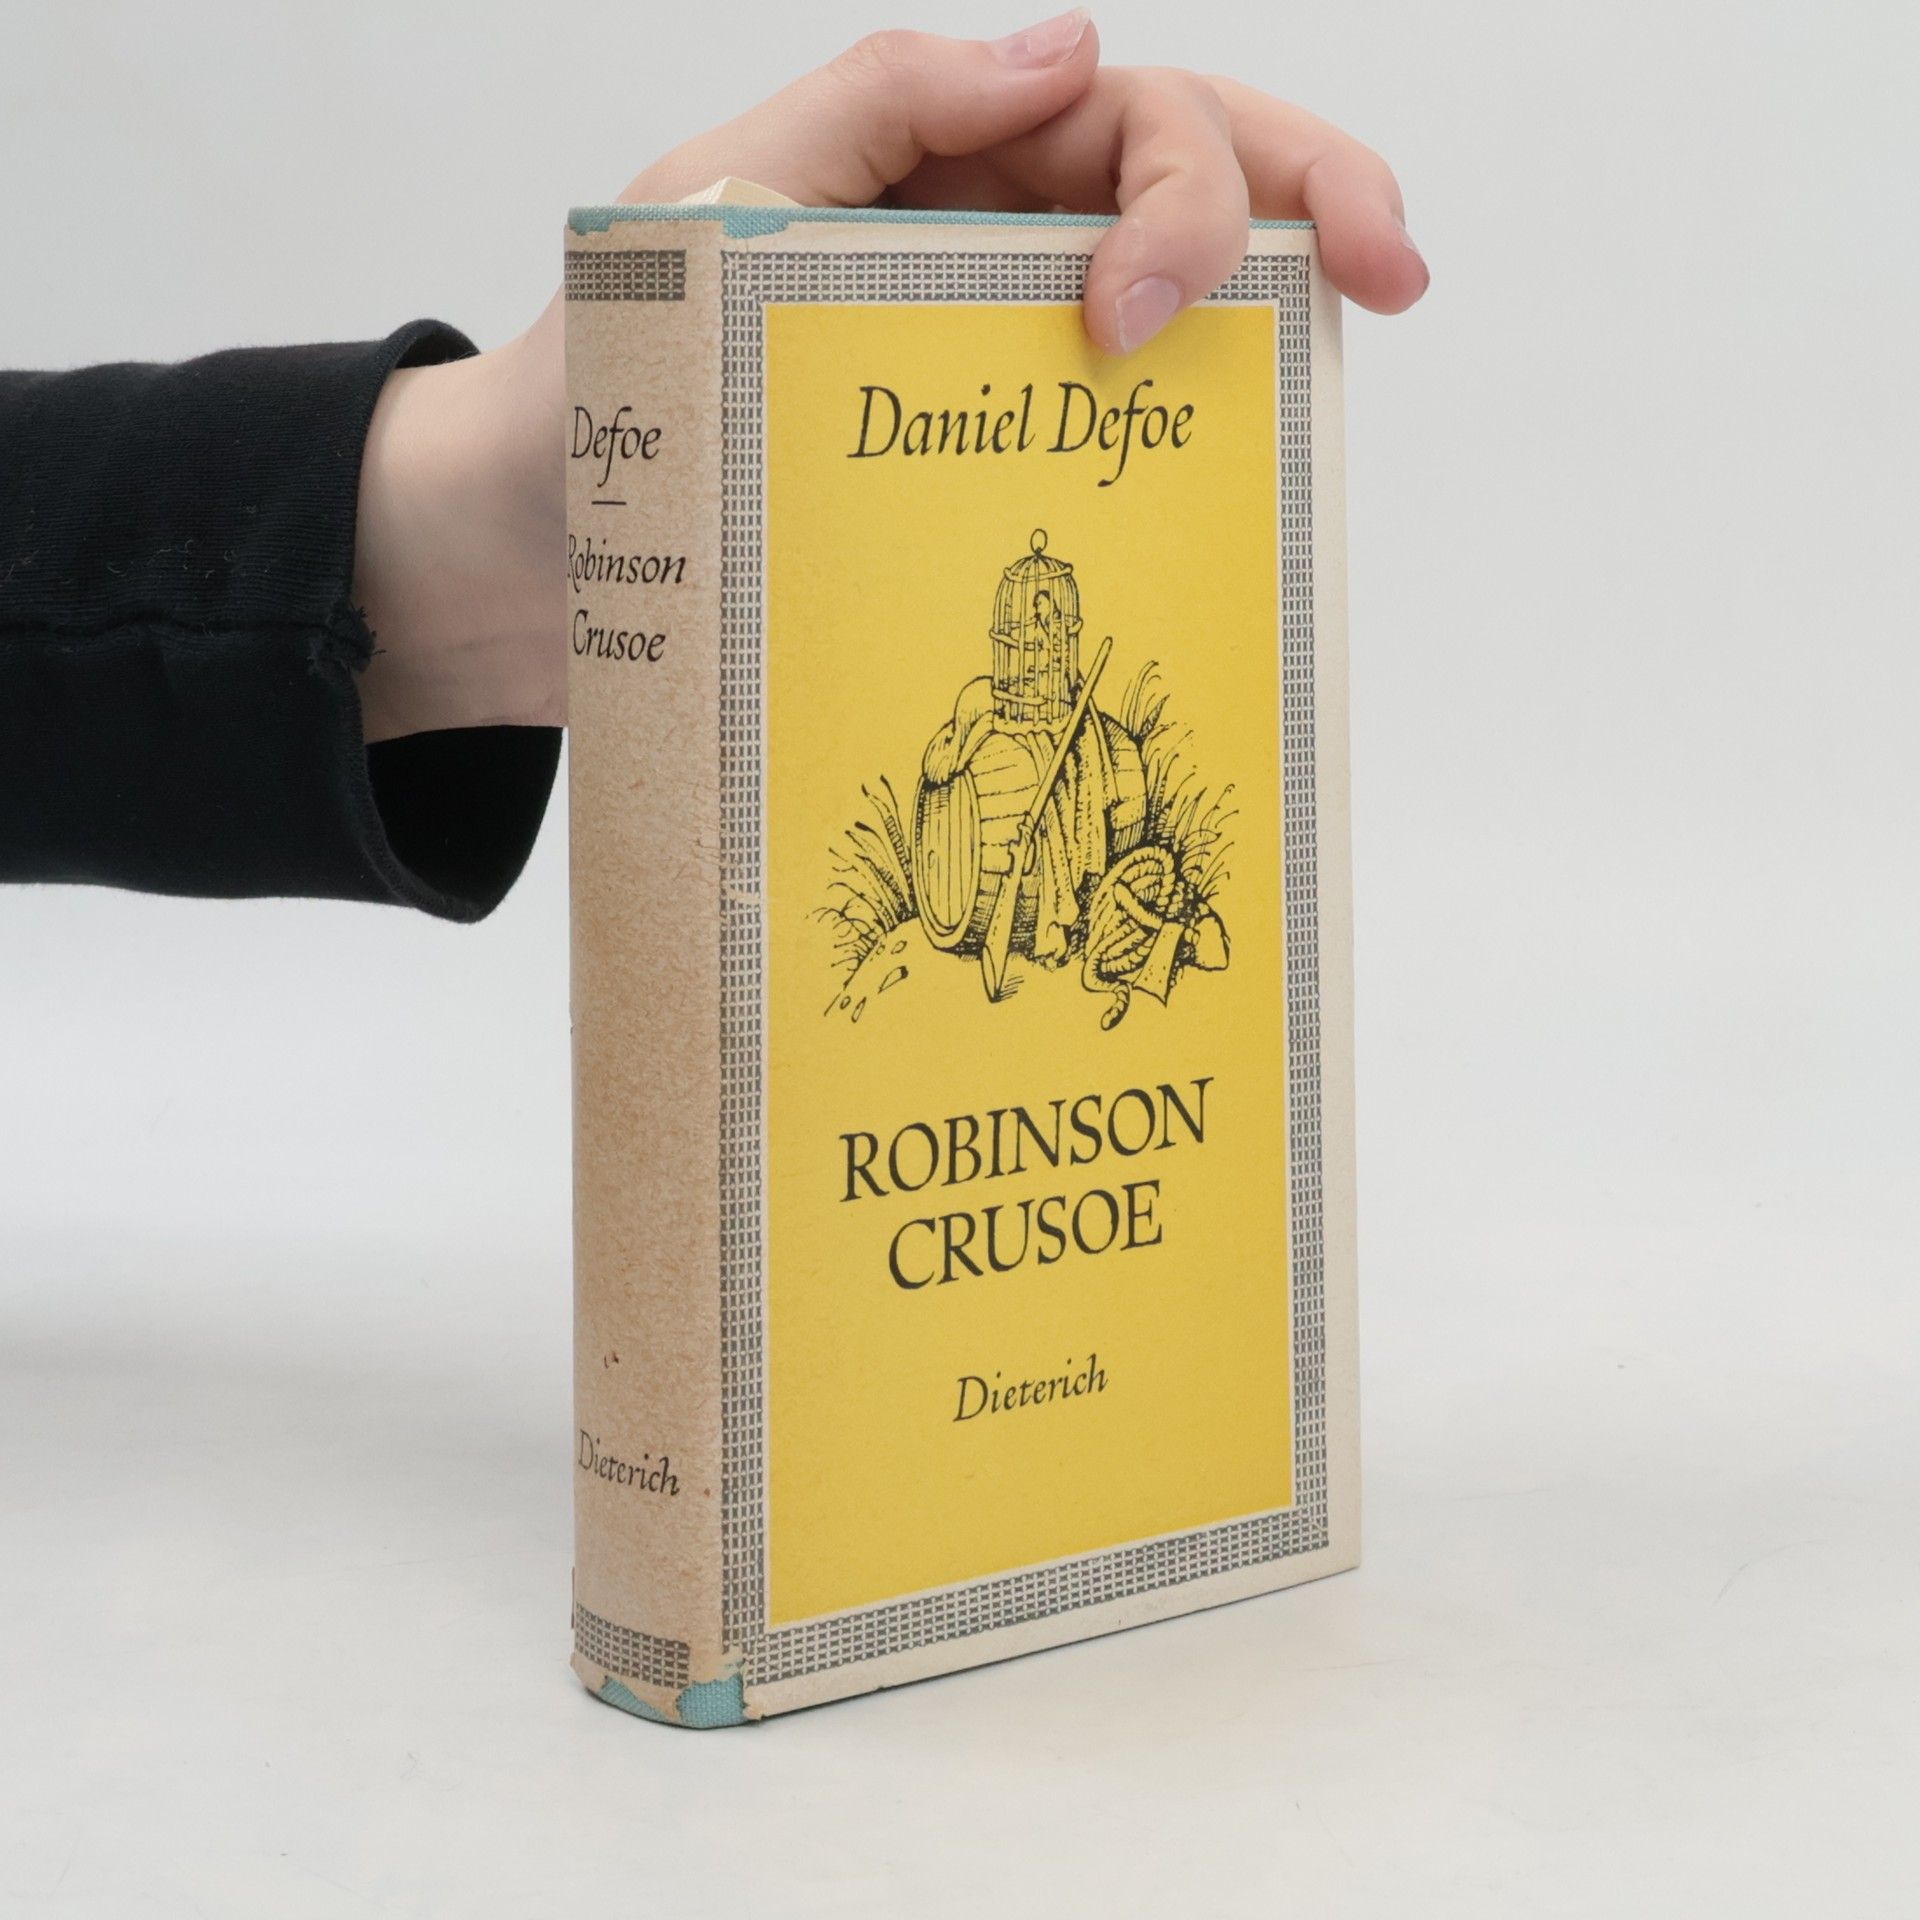 Defoe
Robinson
Crusoe
Dieterich
Daniel Defoe
ROBINSON
CRUSOE
Dieterich